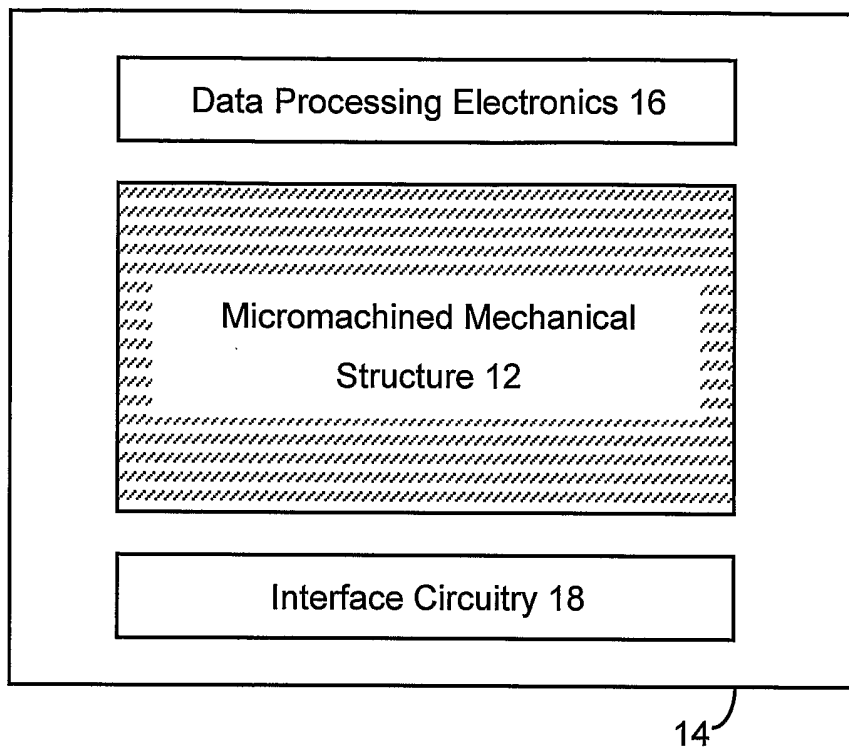 Data Processing Electronics 16
Micromachined Mechanical
Structure 12
Interface Circuitry 18
14